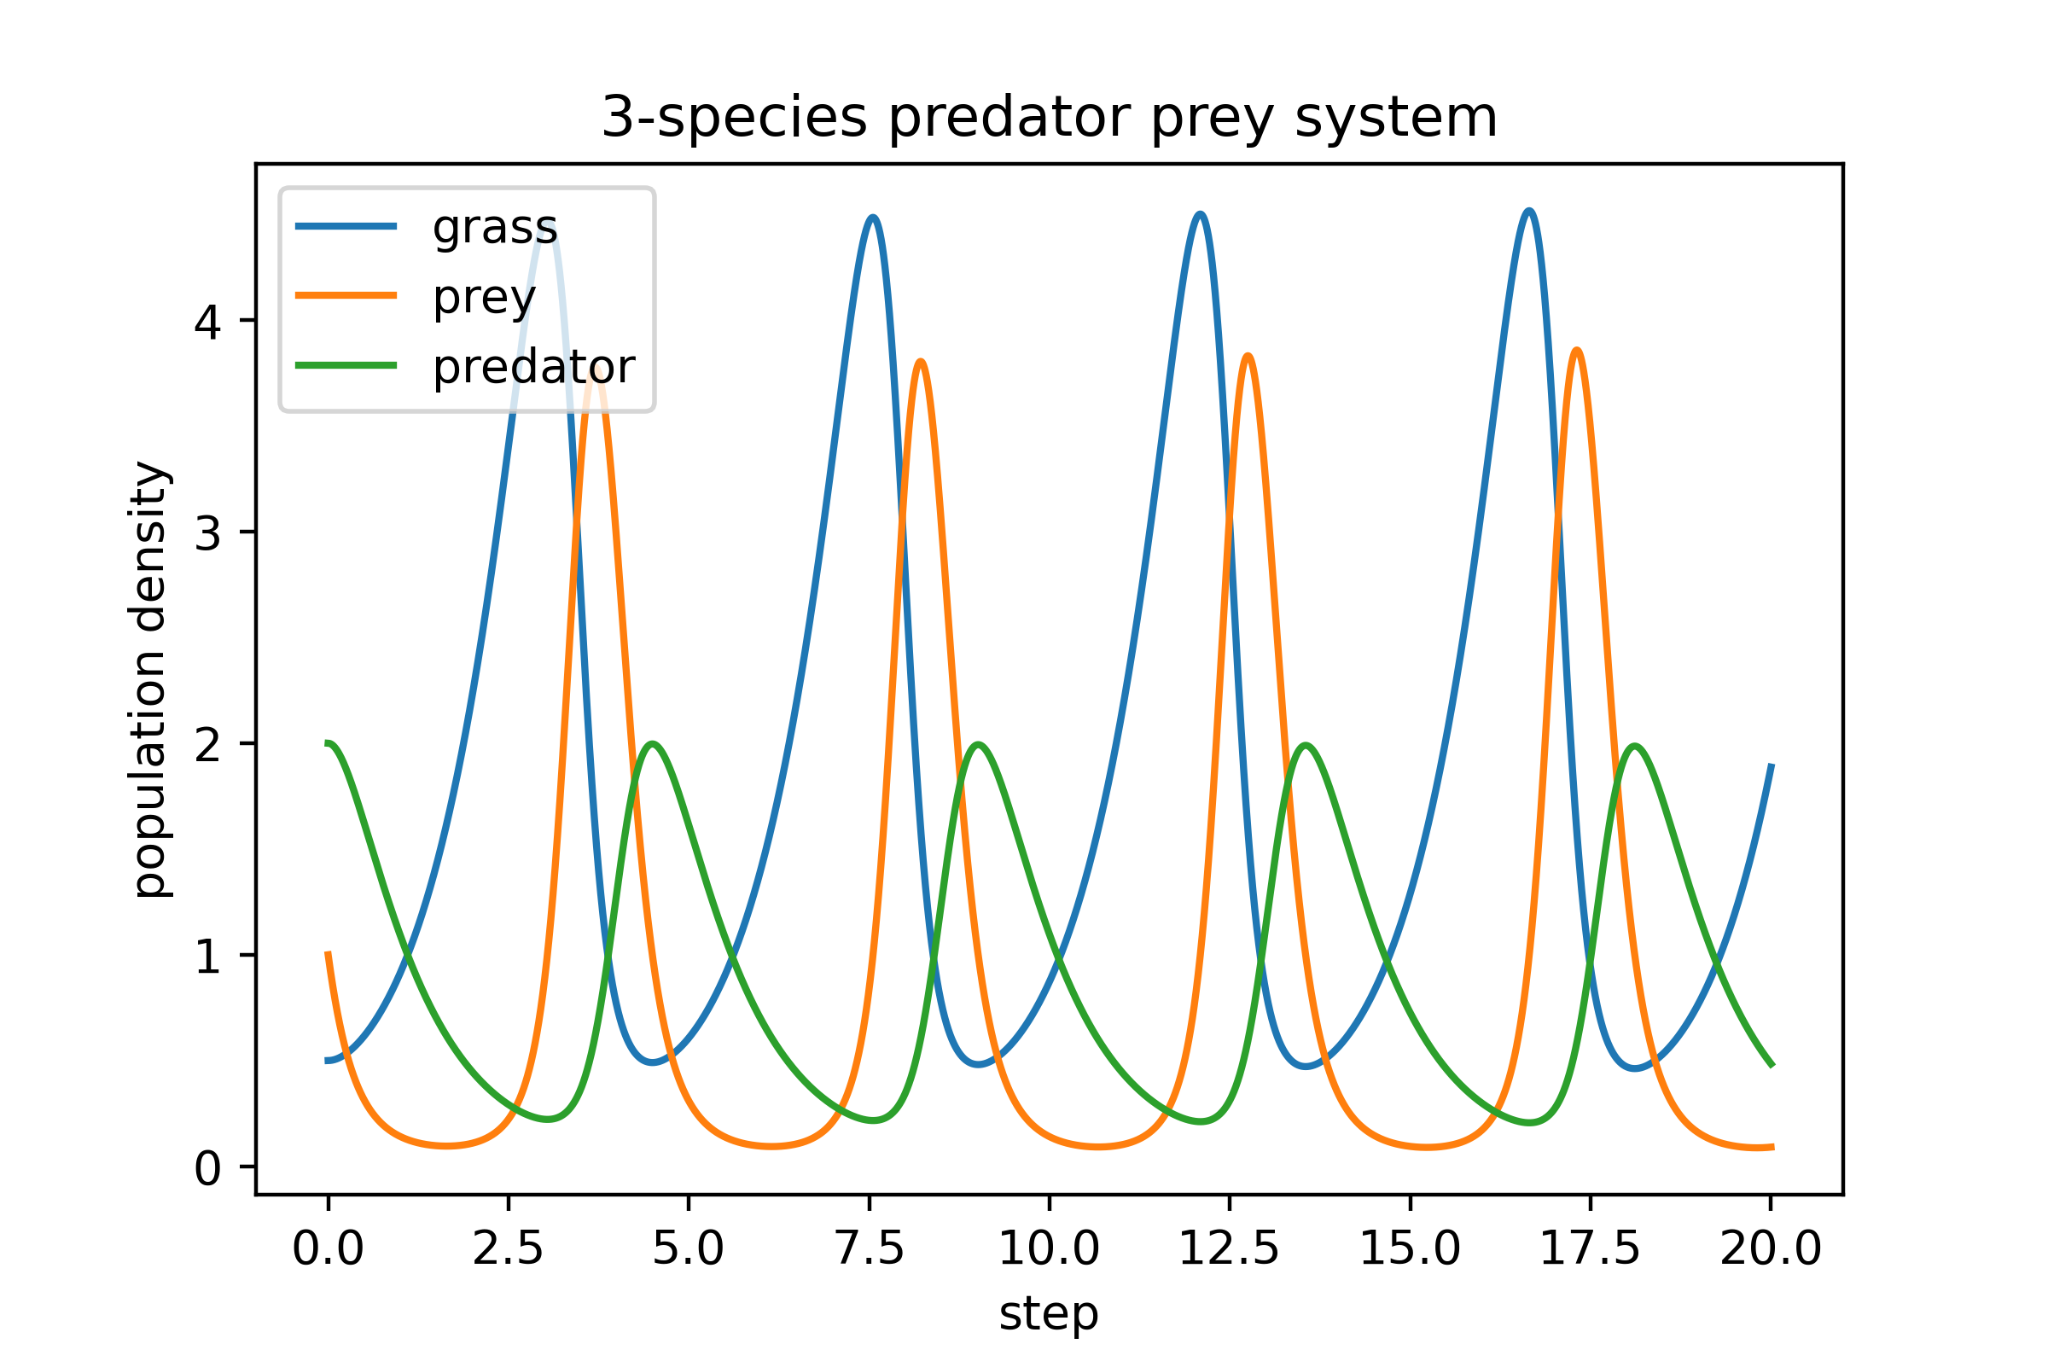 3-species predator prey system
grass
prey
predator
population density
4
3
2
1
0
0.0 2.5 5.0 7.5 10.0 12.5 15.0 17.5 20.0
step